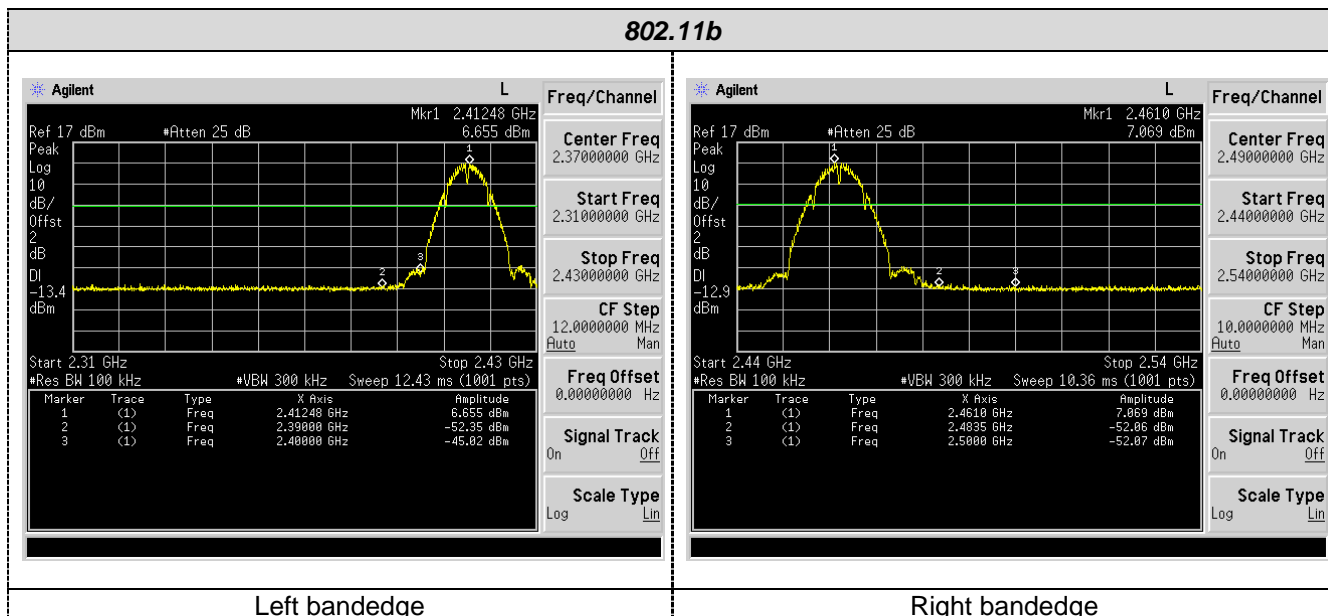 802.11b
Agilent L
Mkr1 2.41248 GHz
Ref 17 dBm #Atten 25 dB 6.655 dBm
Peak
Log
10
dB/
Offst
2
dB
DI
-13.4
dBm
1
2
3
Start 2.31 GHz Stop 2.43 GHz
#Res BW 100 kHz #VBW 300 kHz Sweep 12.43 ms (1001 pts)
Marker Trace Type X Axis Amplitude
1 (1) Freq 2.41248 GHz 6.655 dBm
2 (1) Freq 2.39000 GHz -52.35 dBm
3 (1) Freq 2.40000 GHz -45.02 dBm
Freq/Channel
Center Freq
2.37000000 GHz
Start Freq
2.31000000 GHz
Stop Freq
2.43000000 GHz
CF Step
12.0000000 MHz
Auto Man
Freq Offset
0.00000000 Hz
Signal Track
On Off
Scale Type
Log Lin
Left bandedge
Agilent L
Mkr1 2.4610 GHz
Ref 17 dBm #Atten 25 dB 7.069 dBm
Peak
Log
10
dB/
Offst
2
dB
DI
-12.9
dBm
1
2
3
Start 2.44 GHz Stop 2.54 GHz
#Res BW 100 kHz #VBW 300 kHz Sweep 10.36 ms (1001 pts)
Marker Trace Type X Axis Amplitude
1 (1) Freq 2.4610 GHz 7.069 dBm
2 (1) Freq 2.4835 GHz -52.06 dBm
3 (1) Freq 2.5000 GHz -52.07 dBm
Freq/Channel
Center Freq
2.49000000 GHz
Start Freq
2.44000000 GHz
Stop Freq
2.54000000 GHz
CF Step
10.0000000 MHz
Auto Man
Freq Offset
0.00000000 Hz
Signal Track
On Off
Scale Type
Log Lin
Right bandedge